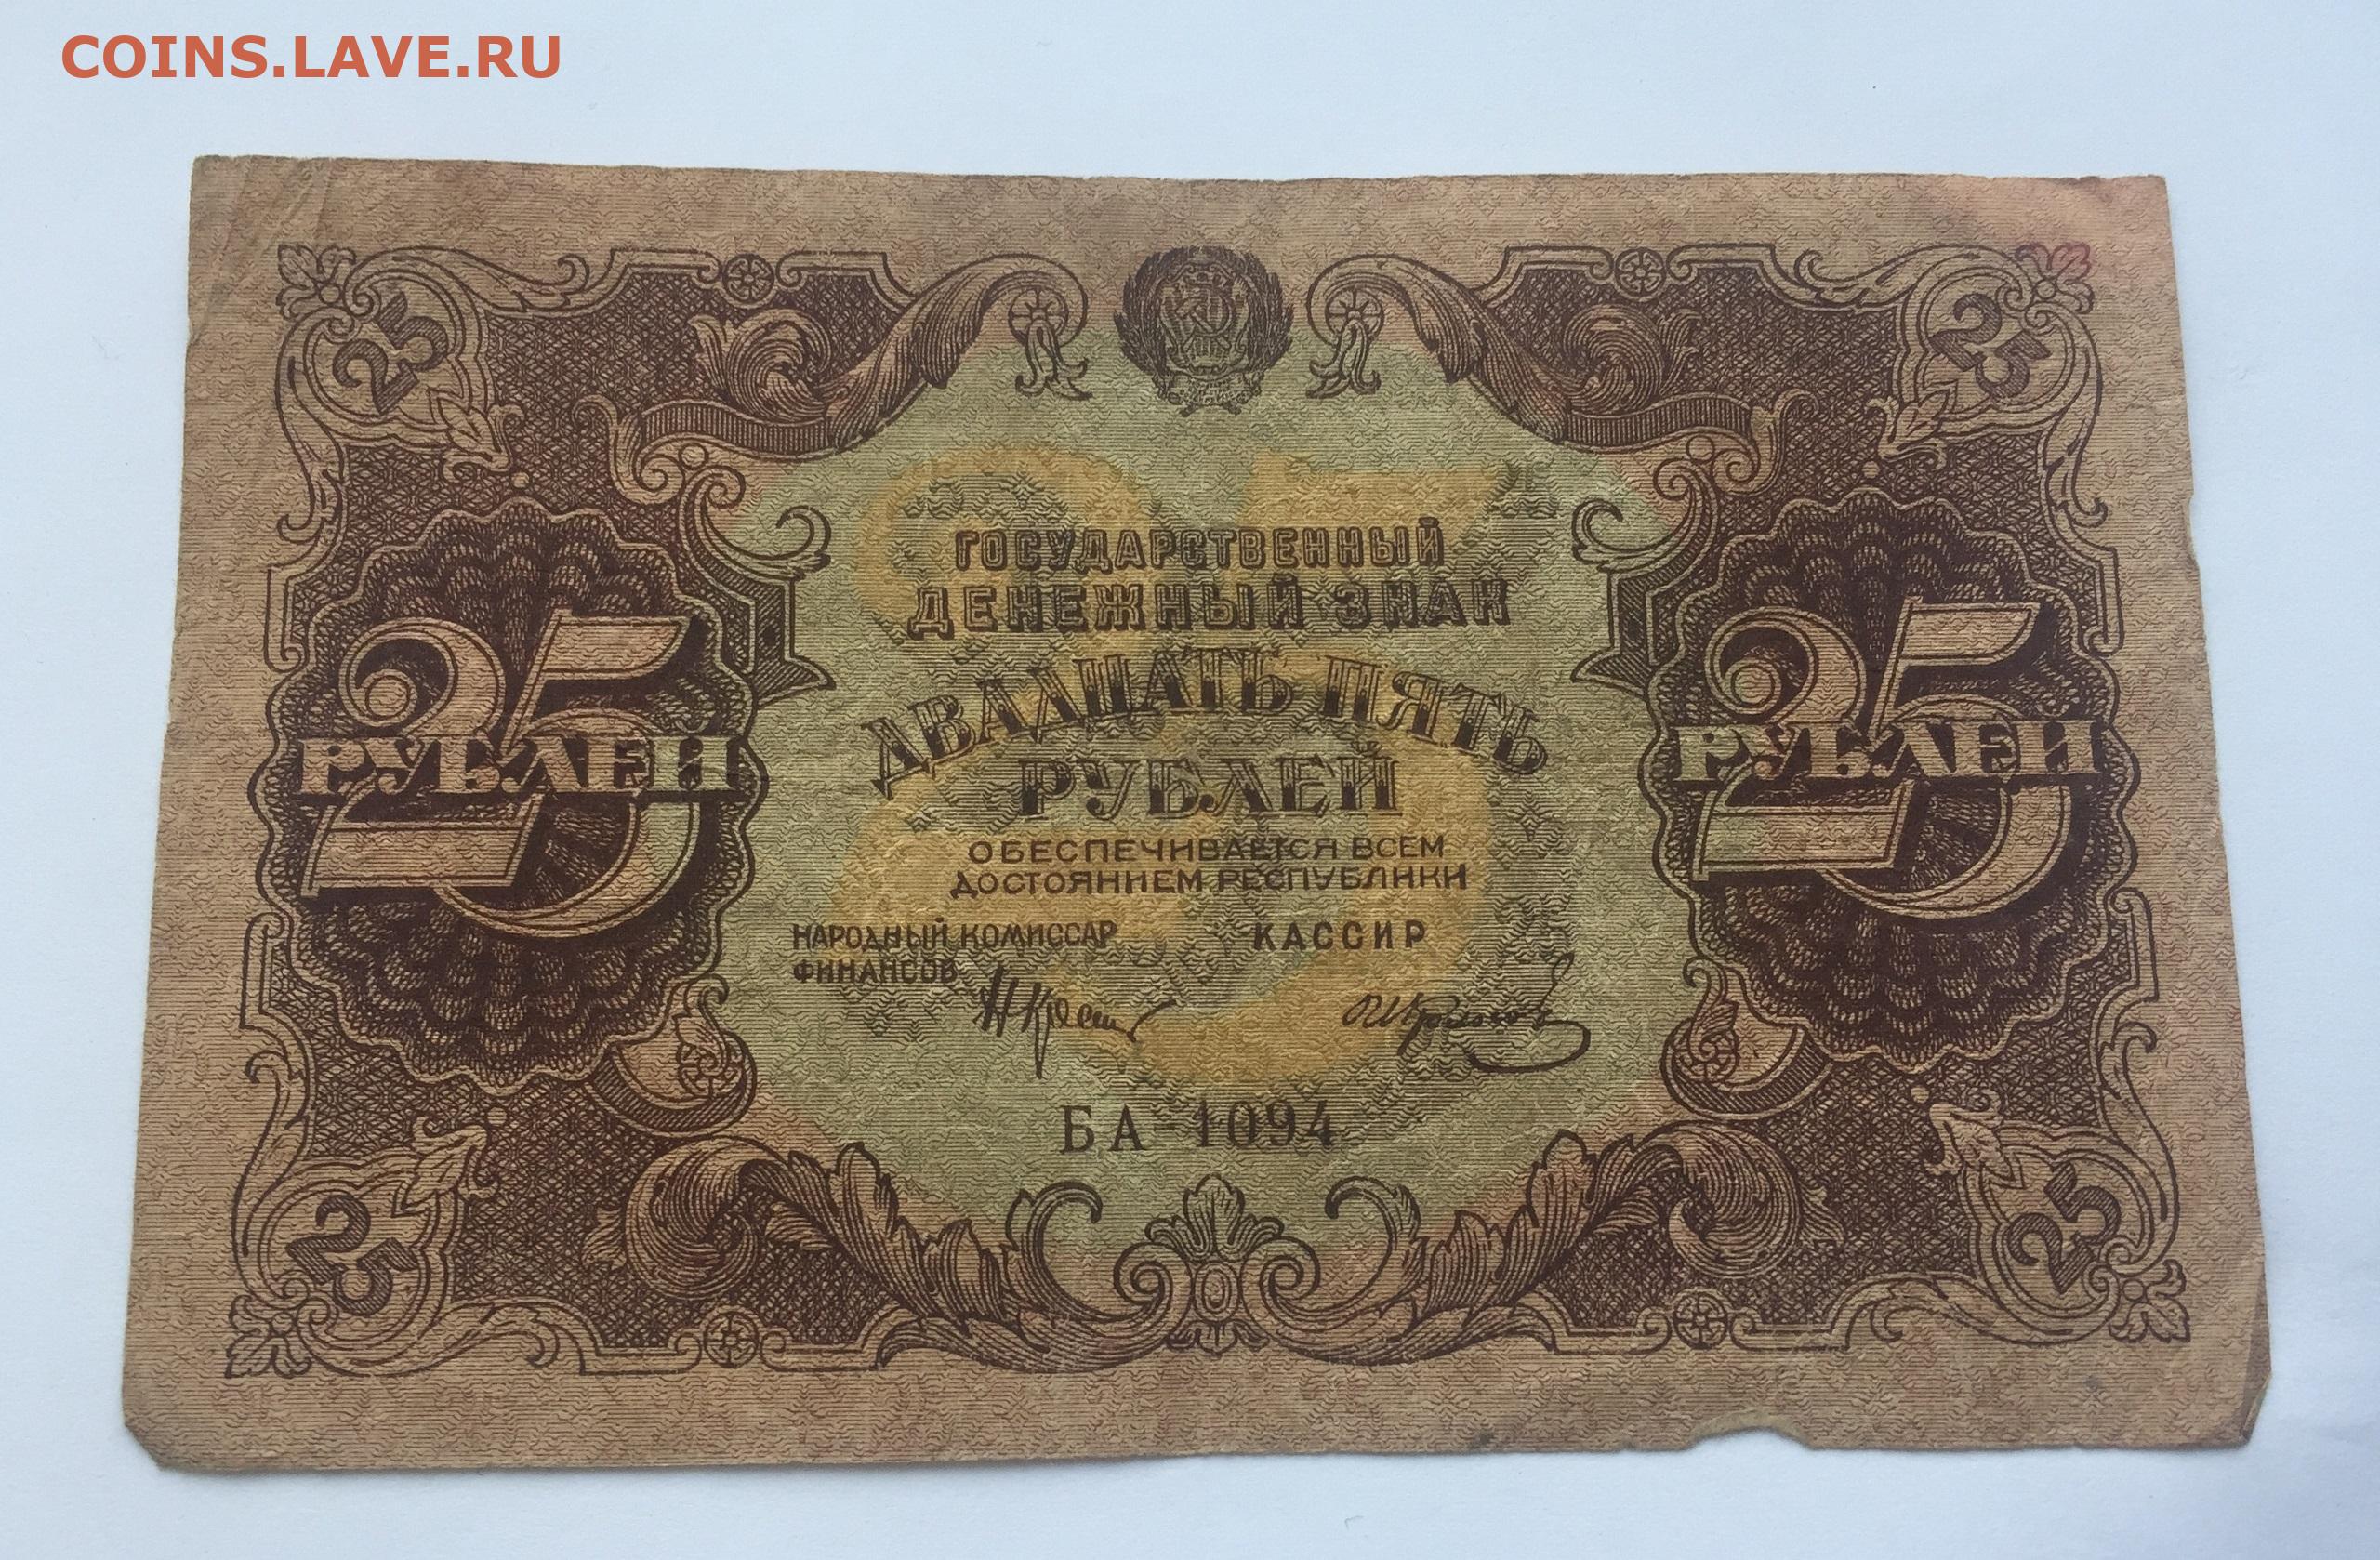 COINS.LAVE.RU
25
25
ГОСУДАРСТВЕННЫЙ
ДЕНЕЖНЫЙ ЗНАК
ДВАДЦАТЬ ПЯТЬ
РУБЛЕЙ
25
РУБЛЕЙ
25
РУБЛЕЙ
ОБЕСПЕЧИВАЕТСЯ ВСЕМ
ДОСТОЯНИЕМ РЕСПУБЛИКИ
НАРОДНЫЙ КОМИССАР
ФИНАНСОВ
КАССИР
БА-1094
25
25